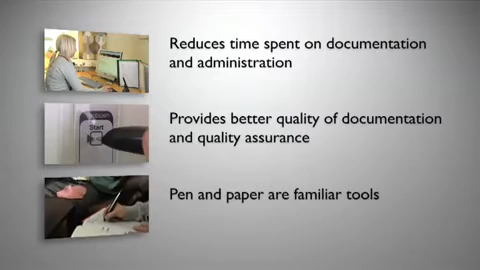 Reduces time spent on documentation
and administration
Start
Provides better quality of documentation
and quality assurance
Pen and paper are familiar tools